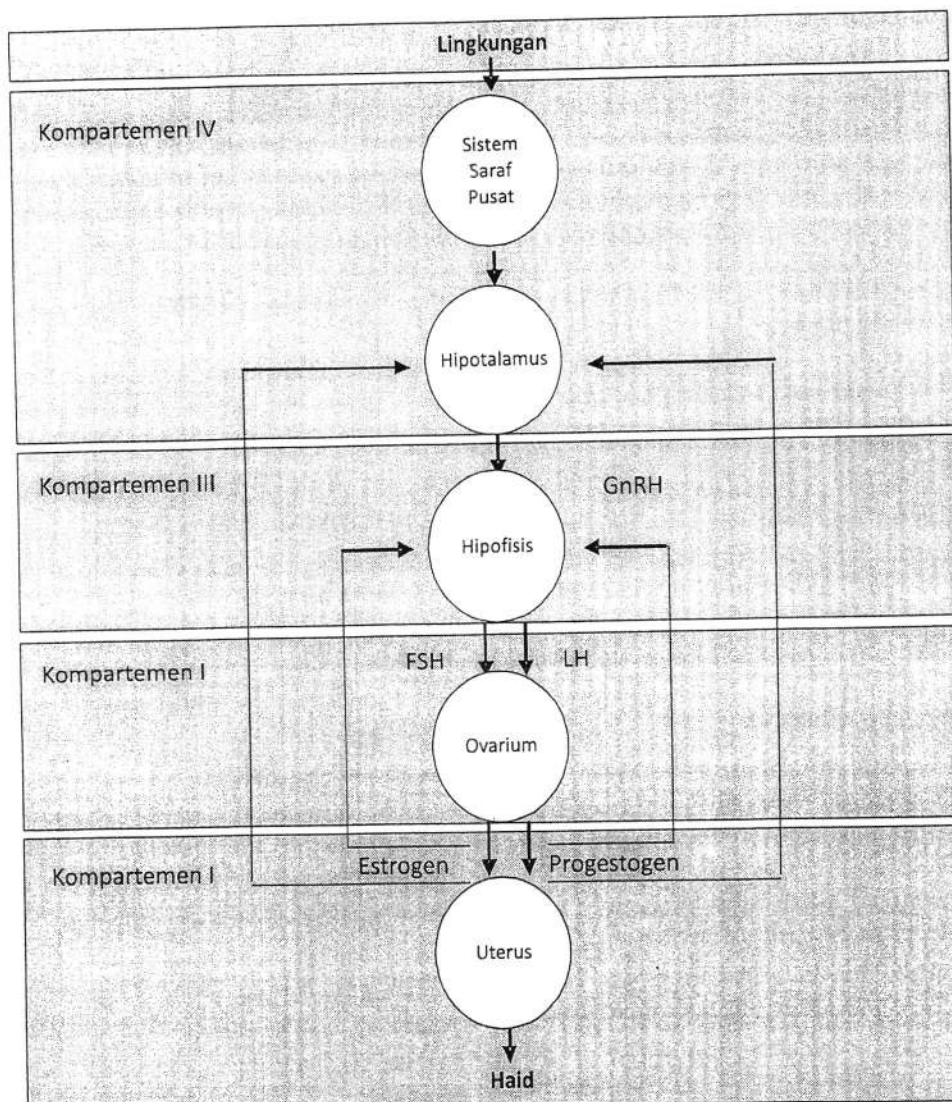 Lingkungan
Kompartemen IV
Sistem
Saraf
Pusat
Hipotalamus
Kompartemen III
GnRH
Hipofisis
FSH
LH
Kompartemen I
Ovarium
Estrogen
Progestogen
Kompartemen I
Uterus
Haid